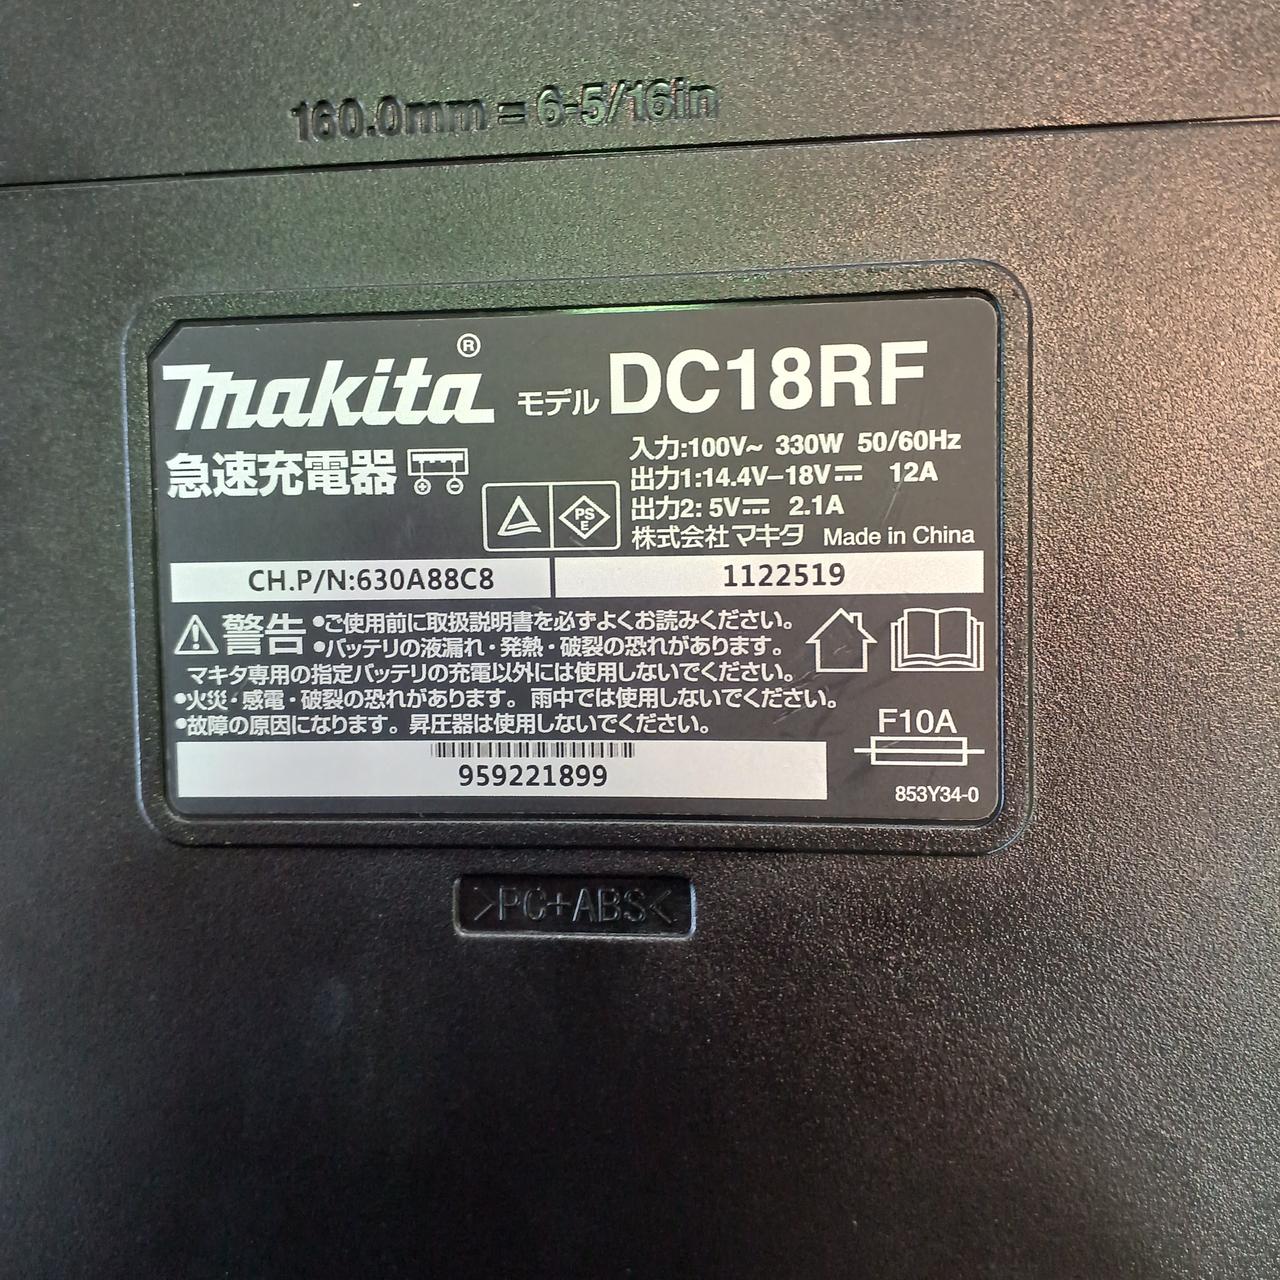 160.0mm = 6-5/16in
makita® モデル DC18RF
急速充電器
入力:100V~ 330W 50/60Hz
出力1:14.4V–18V⎓ 12A
出力2: 5V⎓ 2.1A
PS
E
株式会社マキタ Made in China
CH.P/N:630A88C8
1122519
警告 •ご使用前に取扱説明書を必ずよくお読みください。
•バッテリの液漏れ・発熱・破裂の恐れがあります。
マキタ専用の指定バッテリの充電以外には使用しないでください。
•火災・感電・破裂の恐れがあります。雨中では使用しないでください。
•故障の原因になります。昇圧器は使用しないでください。
F10A
959221899
853Y34-0
>PC+ABS<